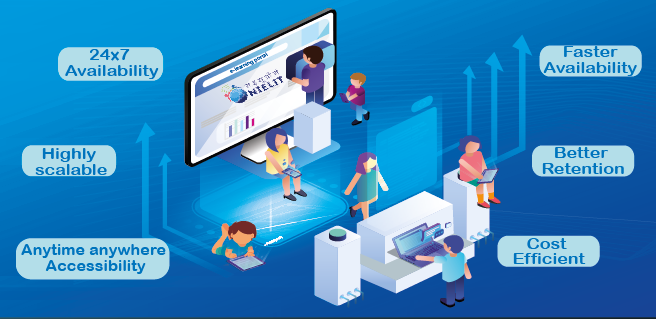 24x7
Availability
Highly
scalable
Anytime anywhere
Accessibility
e-learning portal
NIELIT
Faster
Availability
Better
Retention
Cost
Efficient